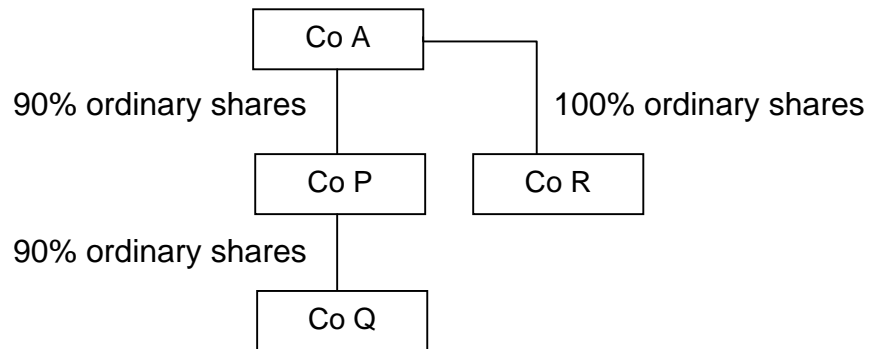 Co A
90% ordinary shares
100% ordinary shares
Co P
Co R
90% ordinary shares
Co Q